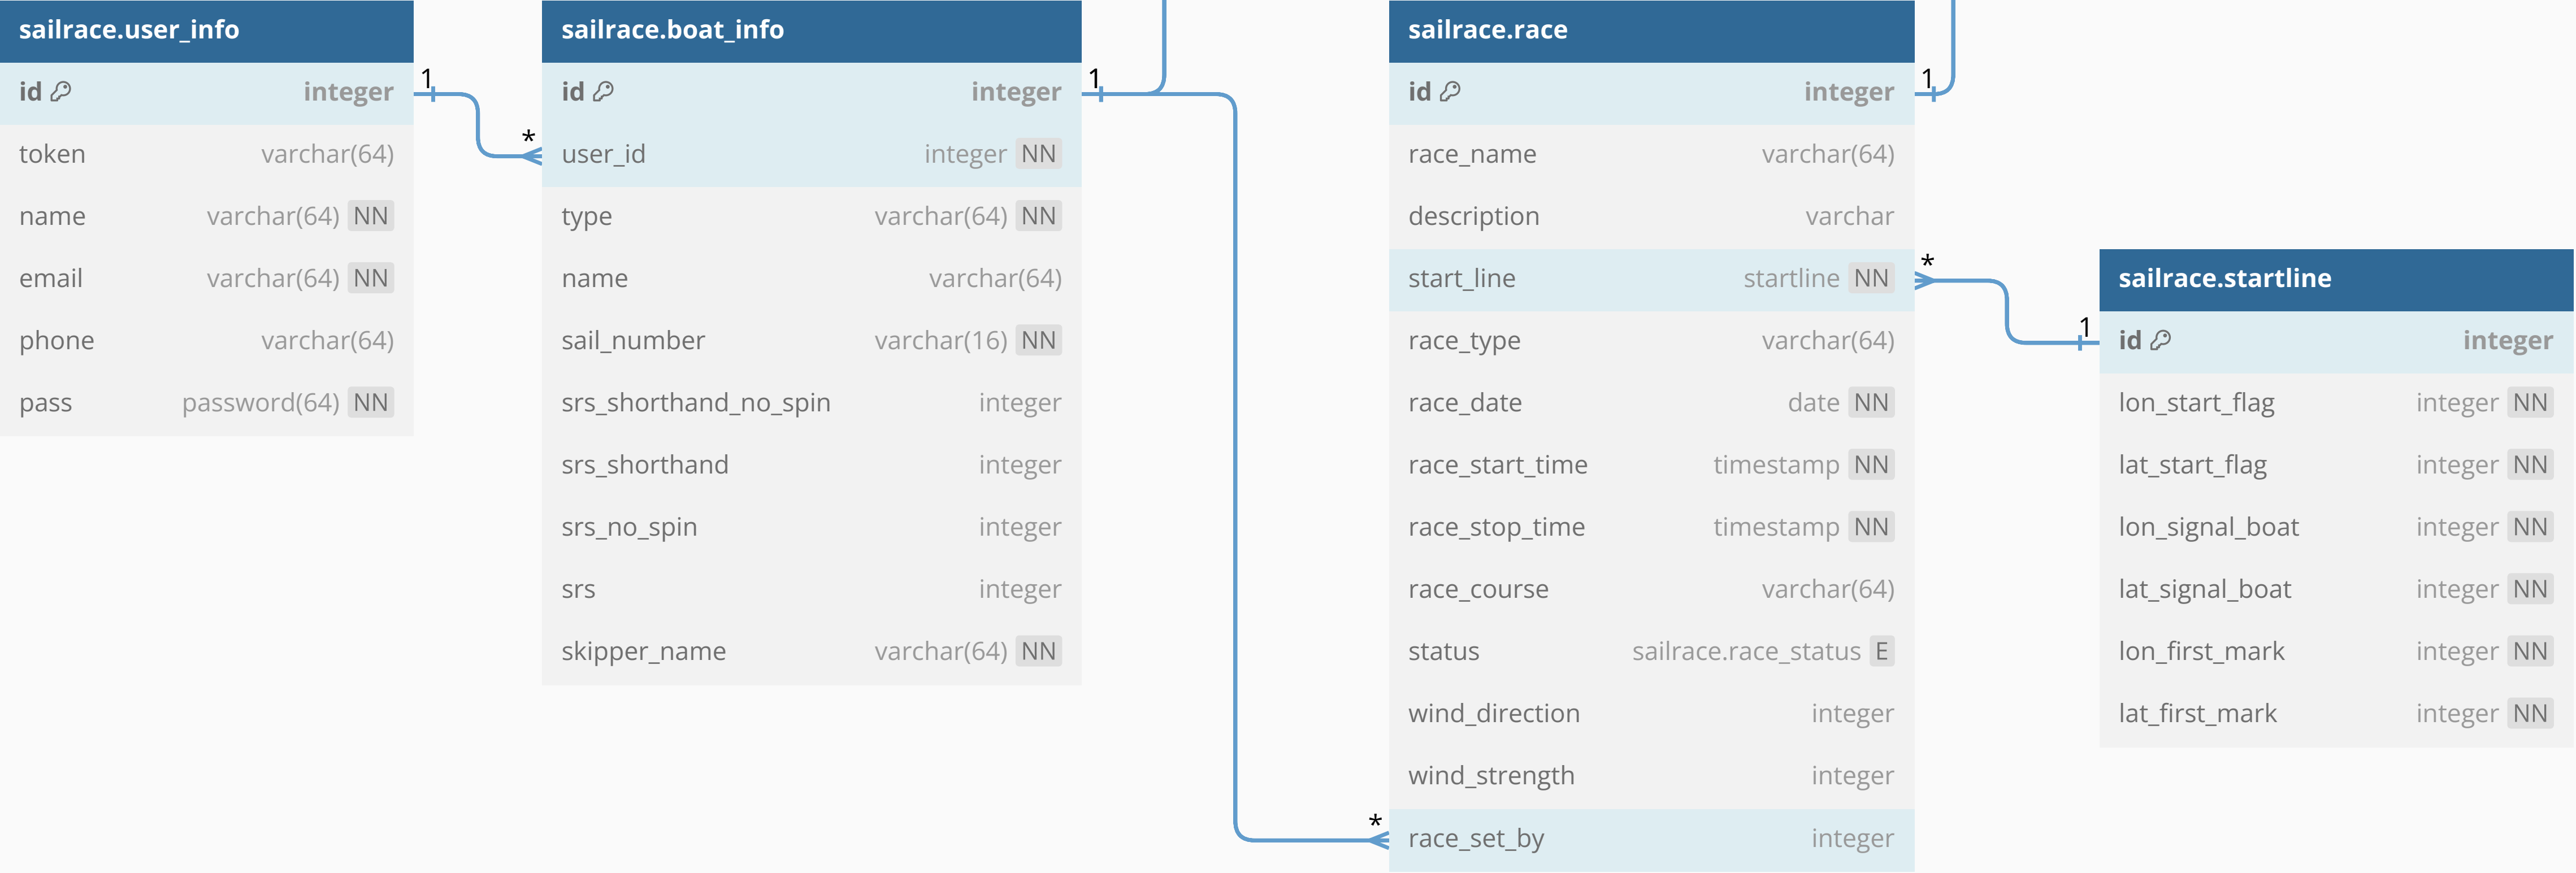 sailrace.user_info
id integer
token varchar(64)
name varchar(64) NN
email varchar(64) NN
phone varchar(64)
pass password(64) NN
1
*
sailrace.boat_info
id integer
user_id integer NN
type varchar(64) NN
name varchar(64)
sail_number varchar(16) NN
srs_shorthand_no_spin integer
srs_shorthand integer
srs_no_spin integer
srs integer
skipper_name varchar(64) NN
1
*
sailrace.race
id integer
race_name varchar(64)
description varchar
start_line startline NN
race_type varchar(64)
race_date date NN
race_start_time timestamp NN
race_stop_time timestamp NN
race_course varchar(64)
status sailrace.race_status E
wind_direction integer
wind_strength integer
race_set_by integer
1
*
1
sailrace.startline
id integer
lon_start_flag integer NN
lat_start_flag integer NN
lon_signal_boat integer NN
lat_signal_boat integer NN
lon_first_mark integer NN
lat_first_mark integer NN